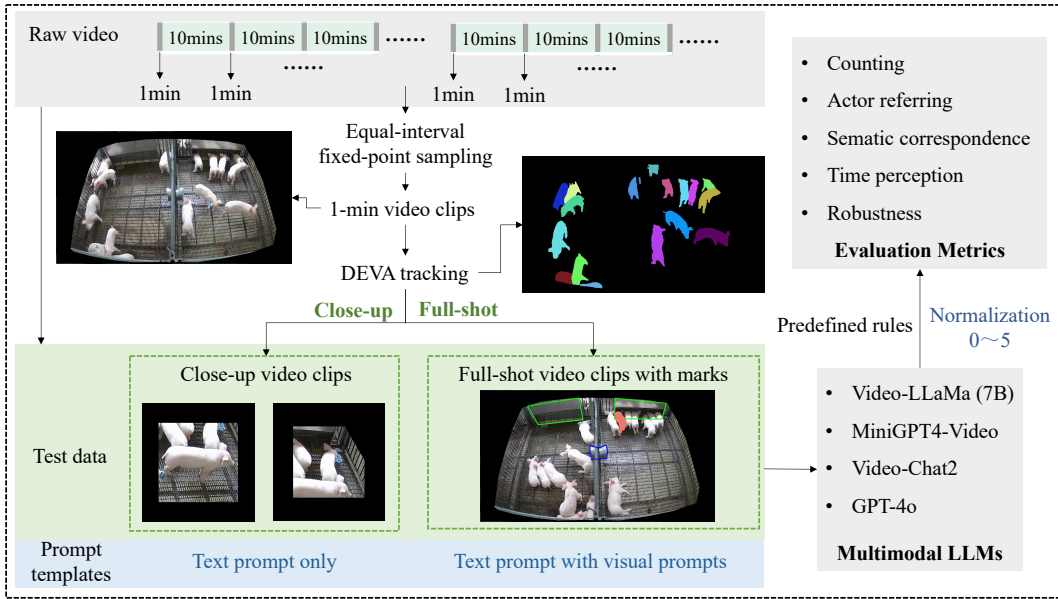 Raw video
10mins 10mins 10mins ...... 10mins 10mins 10mins ......
...... ......
1min 1min 1min 1min
Equal-interval
fixed-point sampling
1-min video clips
DEVA tracking
Close-up Full-shot
Close-up video clips
Full-shot video clips with marks
Test data
Prompt
templates
Text prompt only
Text prompt with visual prompts
• Counting
• Actor referring
• Sematic correspondence
• Time perception
• Robustness
Evaluation Metrics
Predefined rules
Normalization
0～5
• Video-LLaMa (7B)
• MiniGPT4-Video
• Video-Chat2
• GPT-4o
Multimodal LLMs